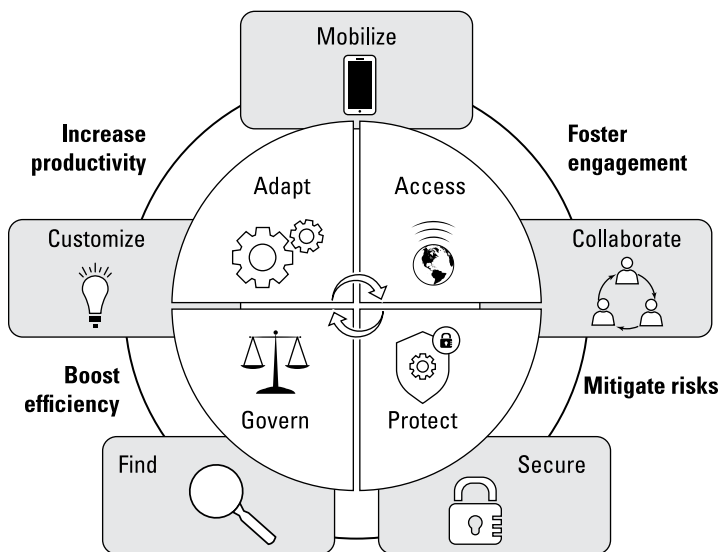 Mobilize
Increase
productivity
Foster
engagement
Adapt
Access
Customize
Collaborate
Boost
efficiency
Mitigate risks
Govern
Protect
Find
Secure